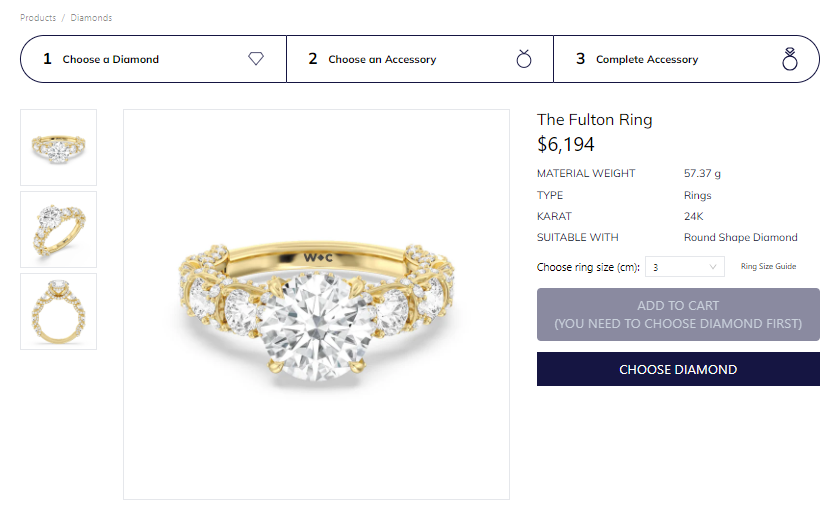 Products / Diamonds
1 Choose a Diamond
2 Choose an Accessory
3 Complete Accessory
The Fulton Ring
$6,194
MATERIAL WEIGHT 57.37 g
TYPE Rings
KARAT 24K
SUITABLE WITH Round Shape Diamond
Choose ring size (cm): 3 Ring Size Guide
ADD TO CART
(YOU NEED TO CHOOSE DIAMOND FIRST)
CHOOSE DIAMOND
W◆C